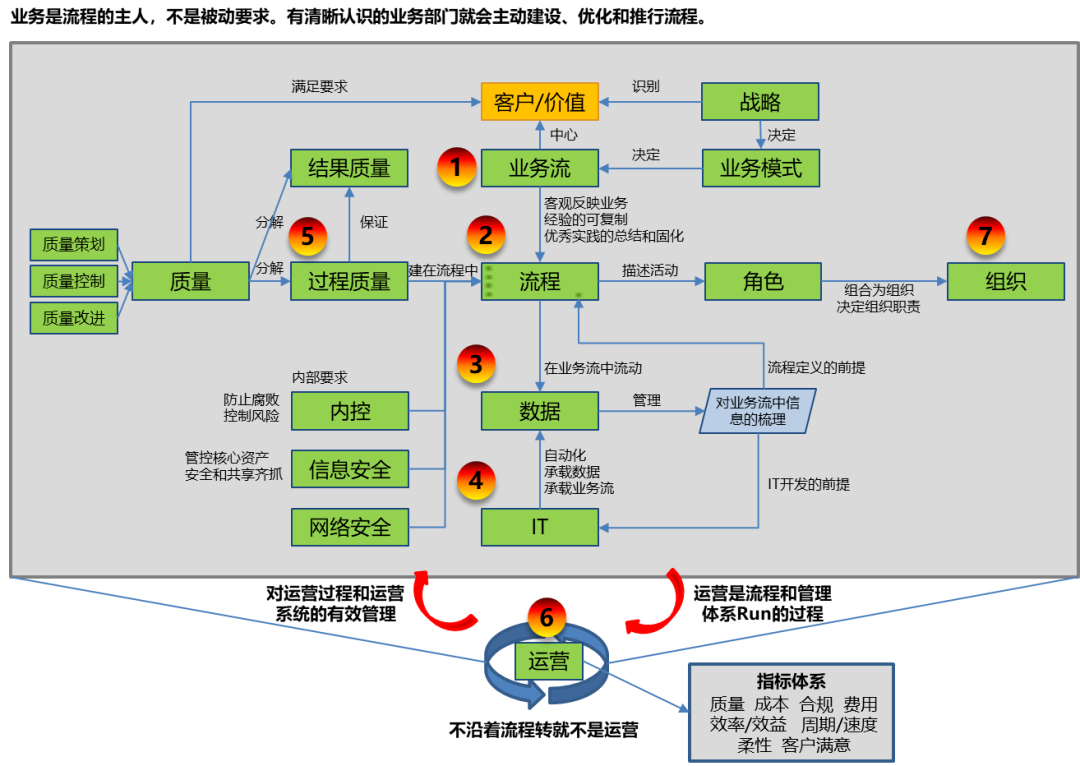 业务是流程的主人，不是被动要求。有清晰认识的业务部门就会主动建设、优化和推行流程。
满足要求
客户/价值
识别
战略
中心
决定
1
业务流
决定
业务模式
结果质量
分解
5
保证
2
客观反映业务
经验的可复制
优秀实践的总结和固化
7
质量策划
质量控制
质量改进
质量
分解
过程质量
建在流程中
流程
描述活动
角色
组合为组织
决定组织职责
组织
3
在业务流中流动
流程定义的前提
内部要求
防止腐败
控制风险
内控
数据
管理
对业务流中信
息的梳理
管控核心资产
安全和共享齐抓
信息安全
4
自动化
承载数据
承载业务流
IT开发的前提
网络安全
IT
对运营过程和运营
系统的有效管理
运营是流程和管理
体系Run的过程
6
运营
不沿着流程转就不是运营
指标体系
质量 成本 合规 费用
效率/效益 周期/速度
柔性 客户满意